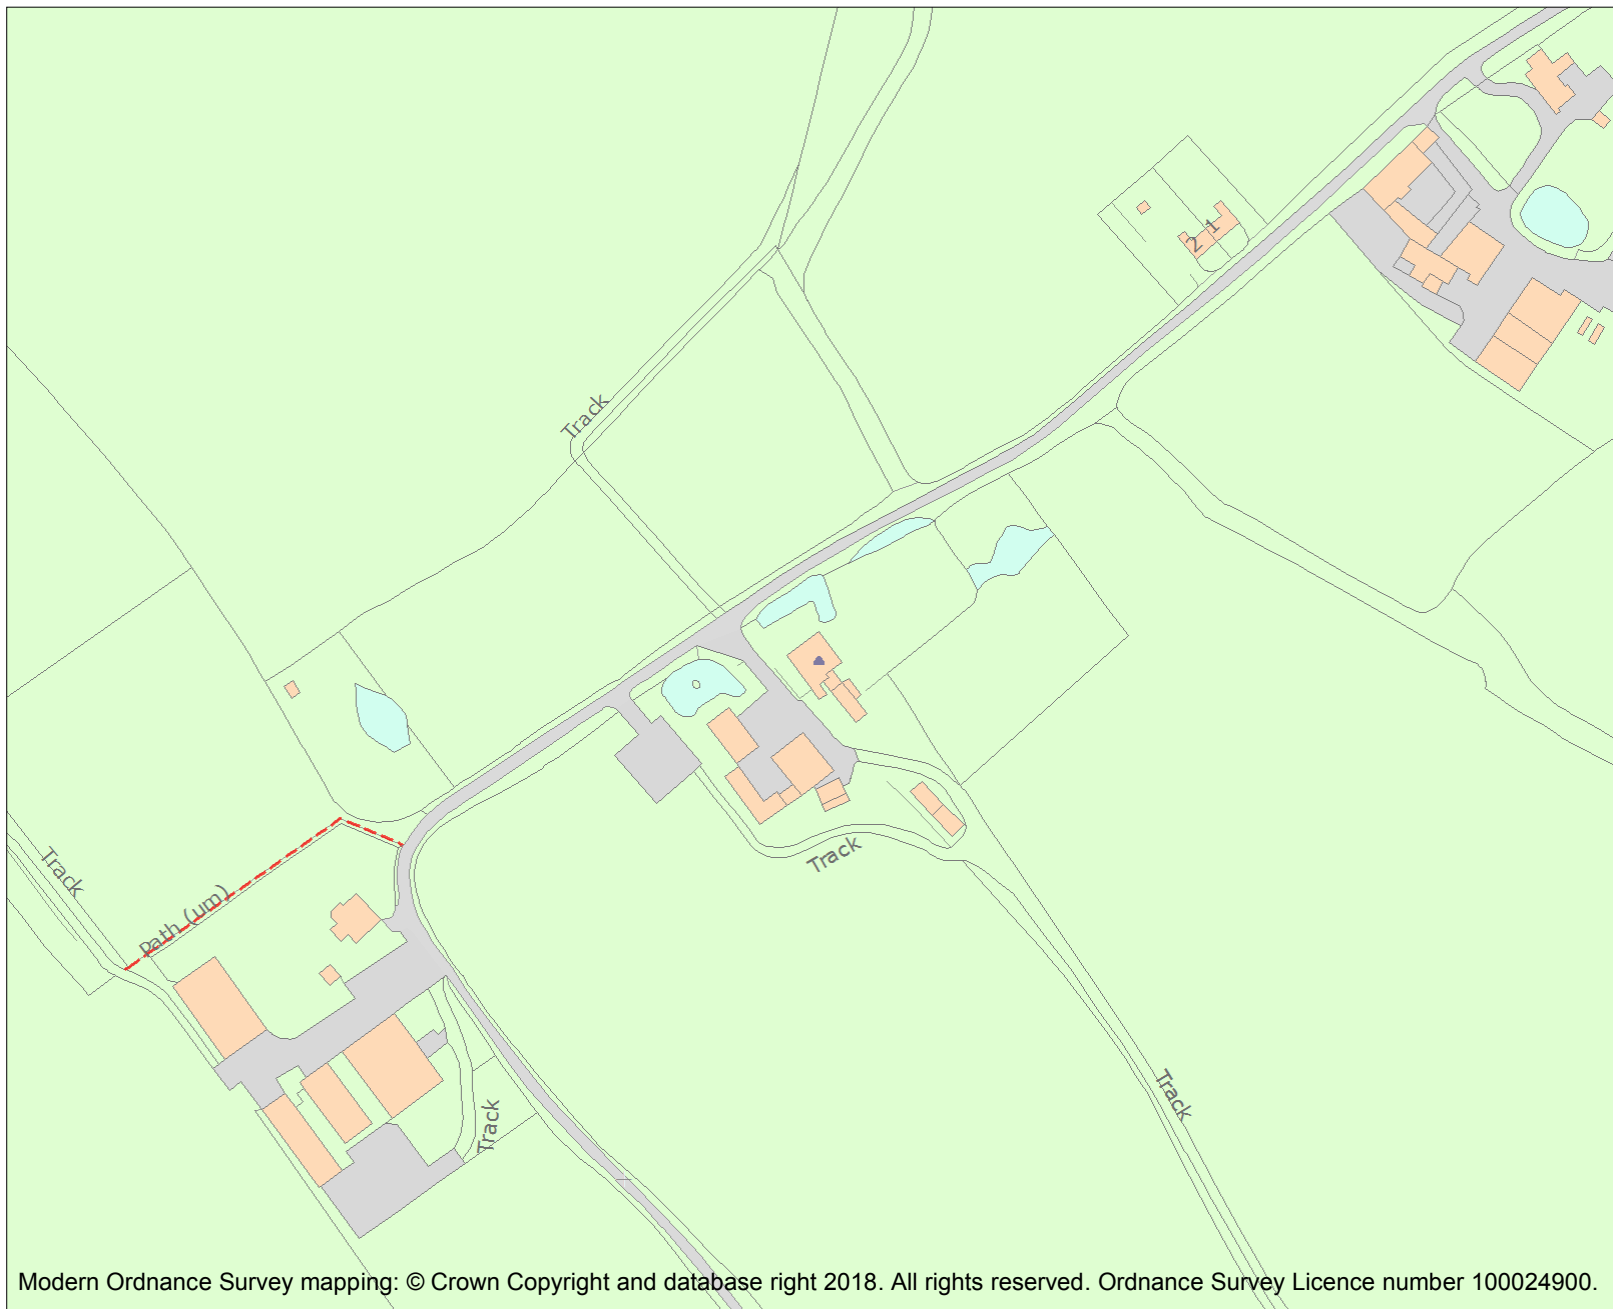 1
2
Track
Track
Track
Path (um)
Track
Track
Modern Ordnance Survey mapping: © Crown Copyright and database right 2018. All rights reserved. Ordnance Survey Licence number 100024900.